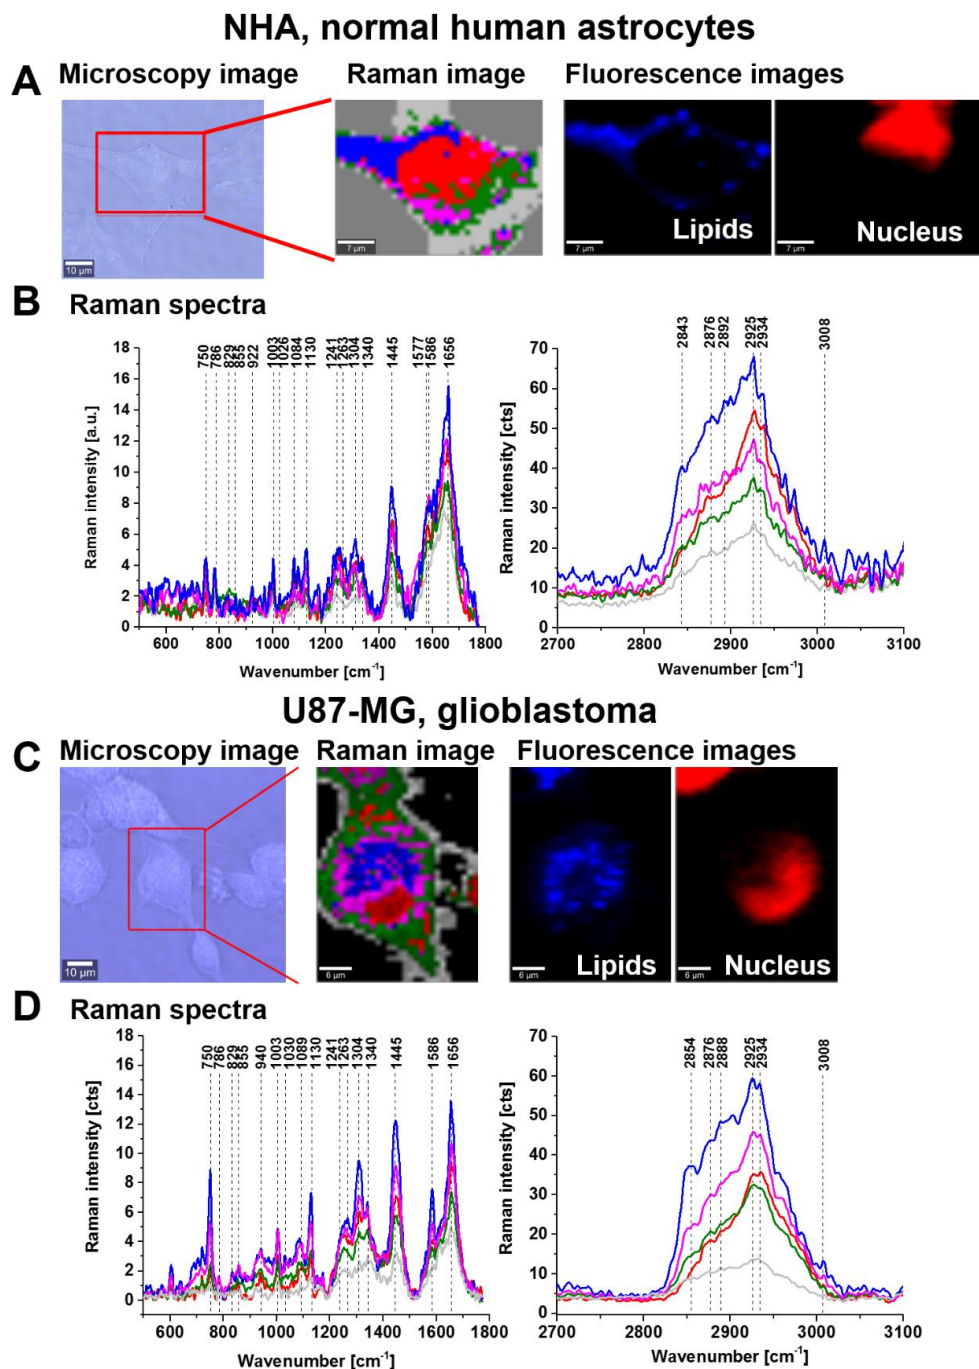 NHA, normal human astrocytes
A Microscopy image Raman image Fluorescence images
10 µm
7 µm
7 µm
Lipids
7 µm
Nucleus
B Raman spectra
750 786 829 855 922 1003 1026 1084 1130 1241 1263 1304 1340 1445 1577 1586 1656
18
16
14
12
10
8
6
4
2
0
Raman intensity [a.u.]
600 800 1000 1200 1400 1600 1800
Wavenumber [cm⁻¹]
2843 2876 2892 2925 2934 3008
70
60
50
40
30
20
10
0
Raman intensity [cts]
2700 2800 2900 3000 3100
Wavenumber [cm⁻¹]
U87-MG, glioblastoma
C Microscopy image Raman image Fluorescence images
10 µm
6 µm
6 µm
Lipids
6 µm
Nucleus
D Raman spectra
750 786 829 855 940 1003 1030 1089 1130 1241 1263 1304 1340 1445 1586 1656
18
16
14
12
10
8
6
4
2
0
Raman intensity [cts]
600 800 1000 1200 1400 1600 1800
Wavenumber [cm⁻¹]
2854 2876 2888 2925 2934 3008
70
60
50
40
30
20
10
0
Raman intensity [cts]
2700 2800 2900 3000 3100
Wavenumber [cm⁻¹]